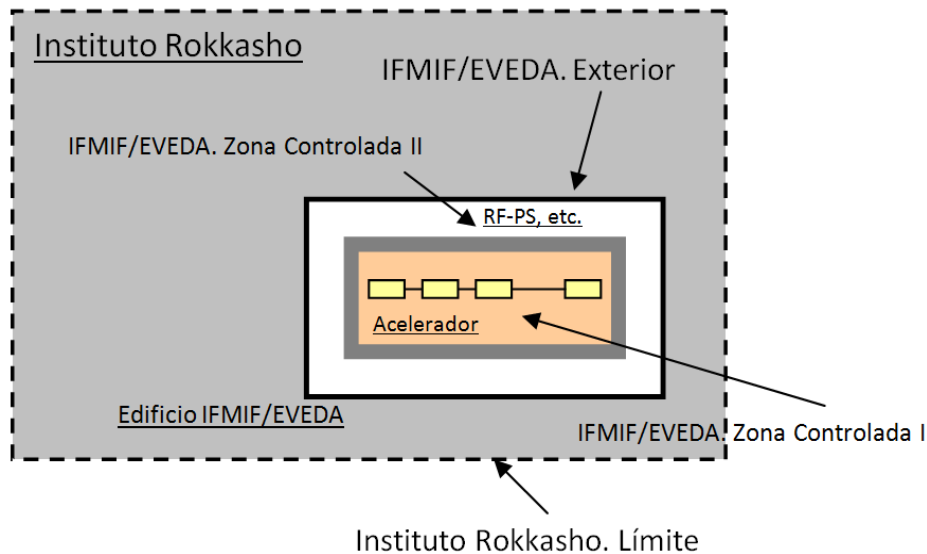 Instituto Rokkasho
IFMIF/EVEDA. Exterior
IFMIF/EVEDA. Zona Controlada II
RF-PS, etc.
Acelerador
Edificio IFMIF/EVEDA
IFMIF/EVEDA. Zona Controlada I
Instituto Rokkasho. Límite